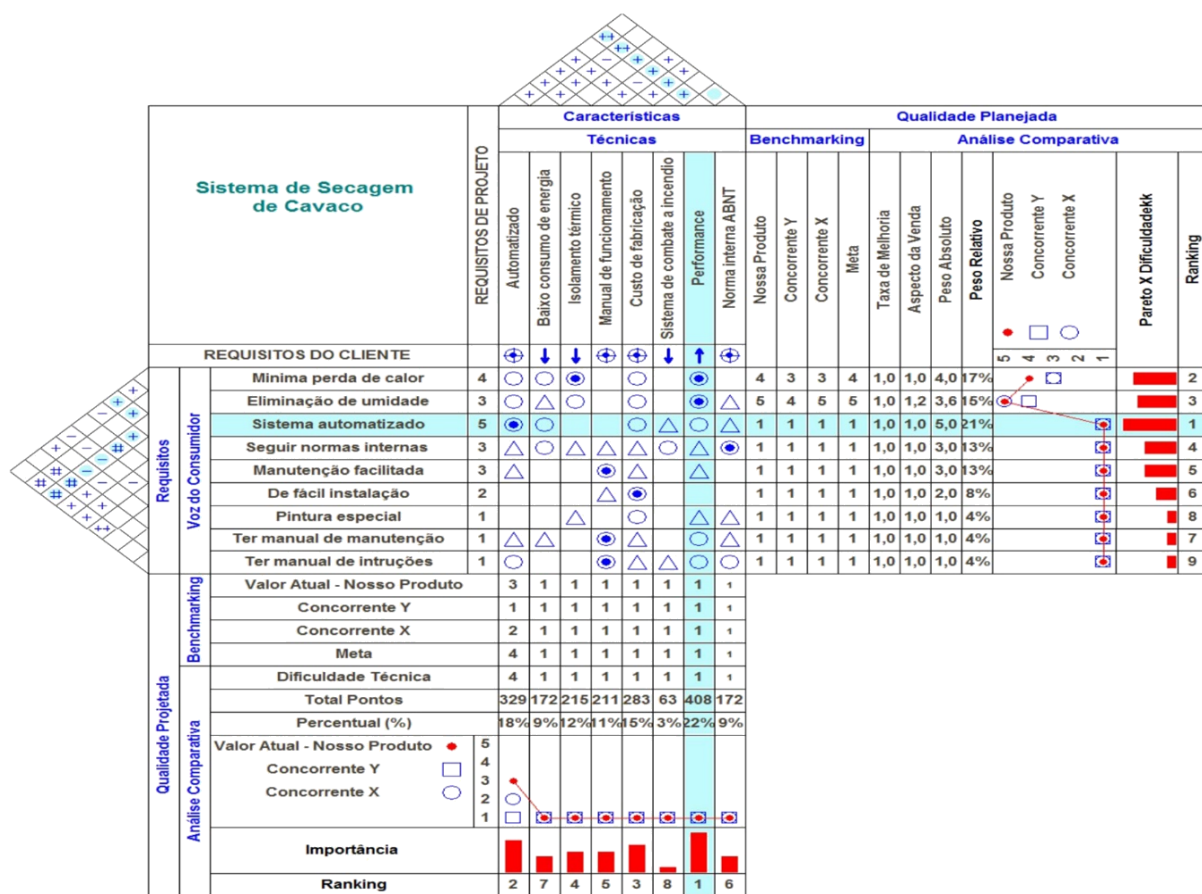 Características
Qualidade Planejada
Técnicas
Benchmarking
Análise Comparativa
Sistema de Secagem
de Cavaco
REQUISITOS DE PROJETO
Automatizado
Baixo consumo de energia
Isolamento térmico
Manual de funcionamento
Custo de fabricação
Sistema de combate a incendio
Performance
Norma interna ABNT
Nossa Produto
Concorrente Y
Concorrente X
Meta
Taxa de Melhoria
Aspecto da Venda
Peso Absoluto
Peso Relativo
Nossa Produto
Concorrente Y
Concorrente X
Pareto X Dificuldadekk
Ranking
REQUISITOS DO CLIENTE
5 4 3 2 1
Requisitos
Voz do Consumidor
Minima perda de calor 4 4 3 3 4 1,0 1,0 4,0 17% 2
Eliminação de umidade 3 5 4 5 5 1,0 1,2 3,6 15% 3
Sistema automatizado 5 1 1 1 1 1,0 1,0 5,0 21% 1
Seguir normas internas 3 1 1 1 1 1,0 1,0 3,0 13% 4
Manutenção facilitada 3 1 1 1 1 1,0 1,0 3,0 13% 5
De fácil instalação 2 1 1 1 1 1,0 1,0 2,0 8% 6
Pintura especial 1 1 1 1 1 1,0 1,0 1,0 4% 8
Ter manual de manutenção 1 1 1 1 1 1,0 1,0 1,0 4% 7
Ter manual de intruções 1 1 1 1 1 1,0 1,0 1,0 4% 9
Qualidade Projetada
Benchmarking
Valor Atual - Nosso Produto 3 1 1 1 1 1 1 1
Concorrente Y 1 1 1 1 1 1 1 1
Concorrente X 2 1 1 1 1 1 1 1
Meta 4 1 1 1 1 1 1 1
Análise Comparativa
Dificuldade Técnica 4 1 1 1 1 1 1 1
Total Pontos 329 172 215 211 283 63 408 172
Percentual (%) 18% 9% 12% 11% 15% 3% 22% 9%
Valor Atual - Nosso Produto 5
4
Concorrente Y
3
Concorrente X
2
1
Importância
Ranking 2 7 4 5 3 8 1 6